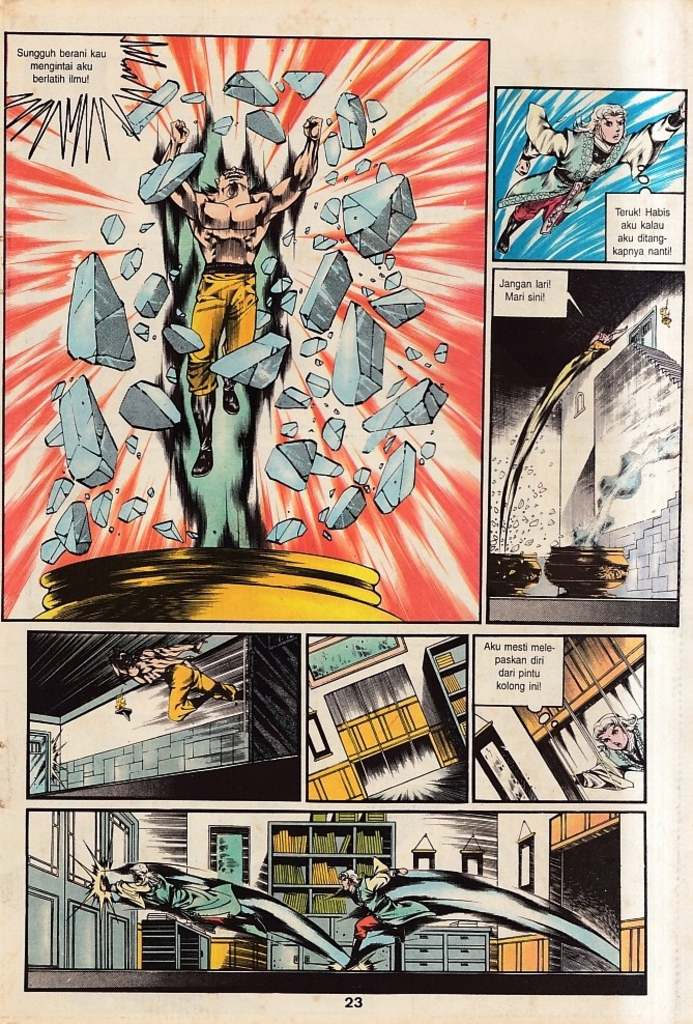 Sungguh berani kau
mengintai aku
berlatih ilmu!
Teruk! Habis
aku kalau
aku ditang-
kapnya nanti!
Jangan lari!
Mari sini!
Aku mesti mele-
paskan diri
dari pintu
kolong ini!
23